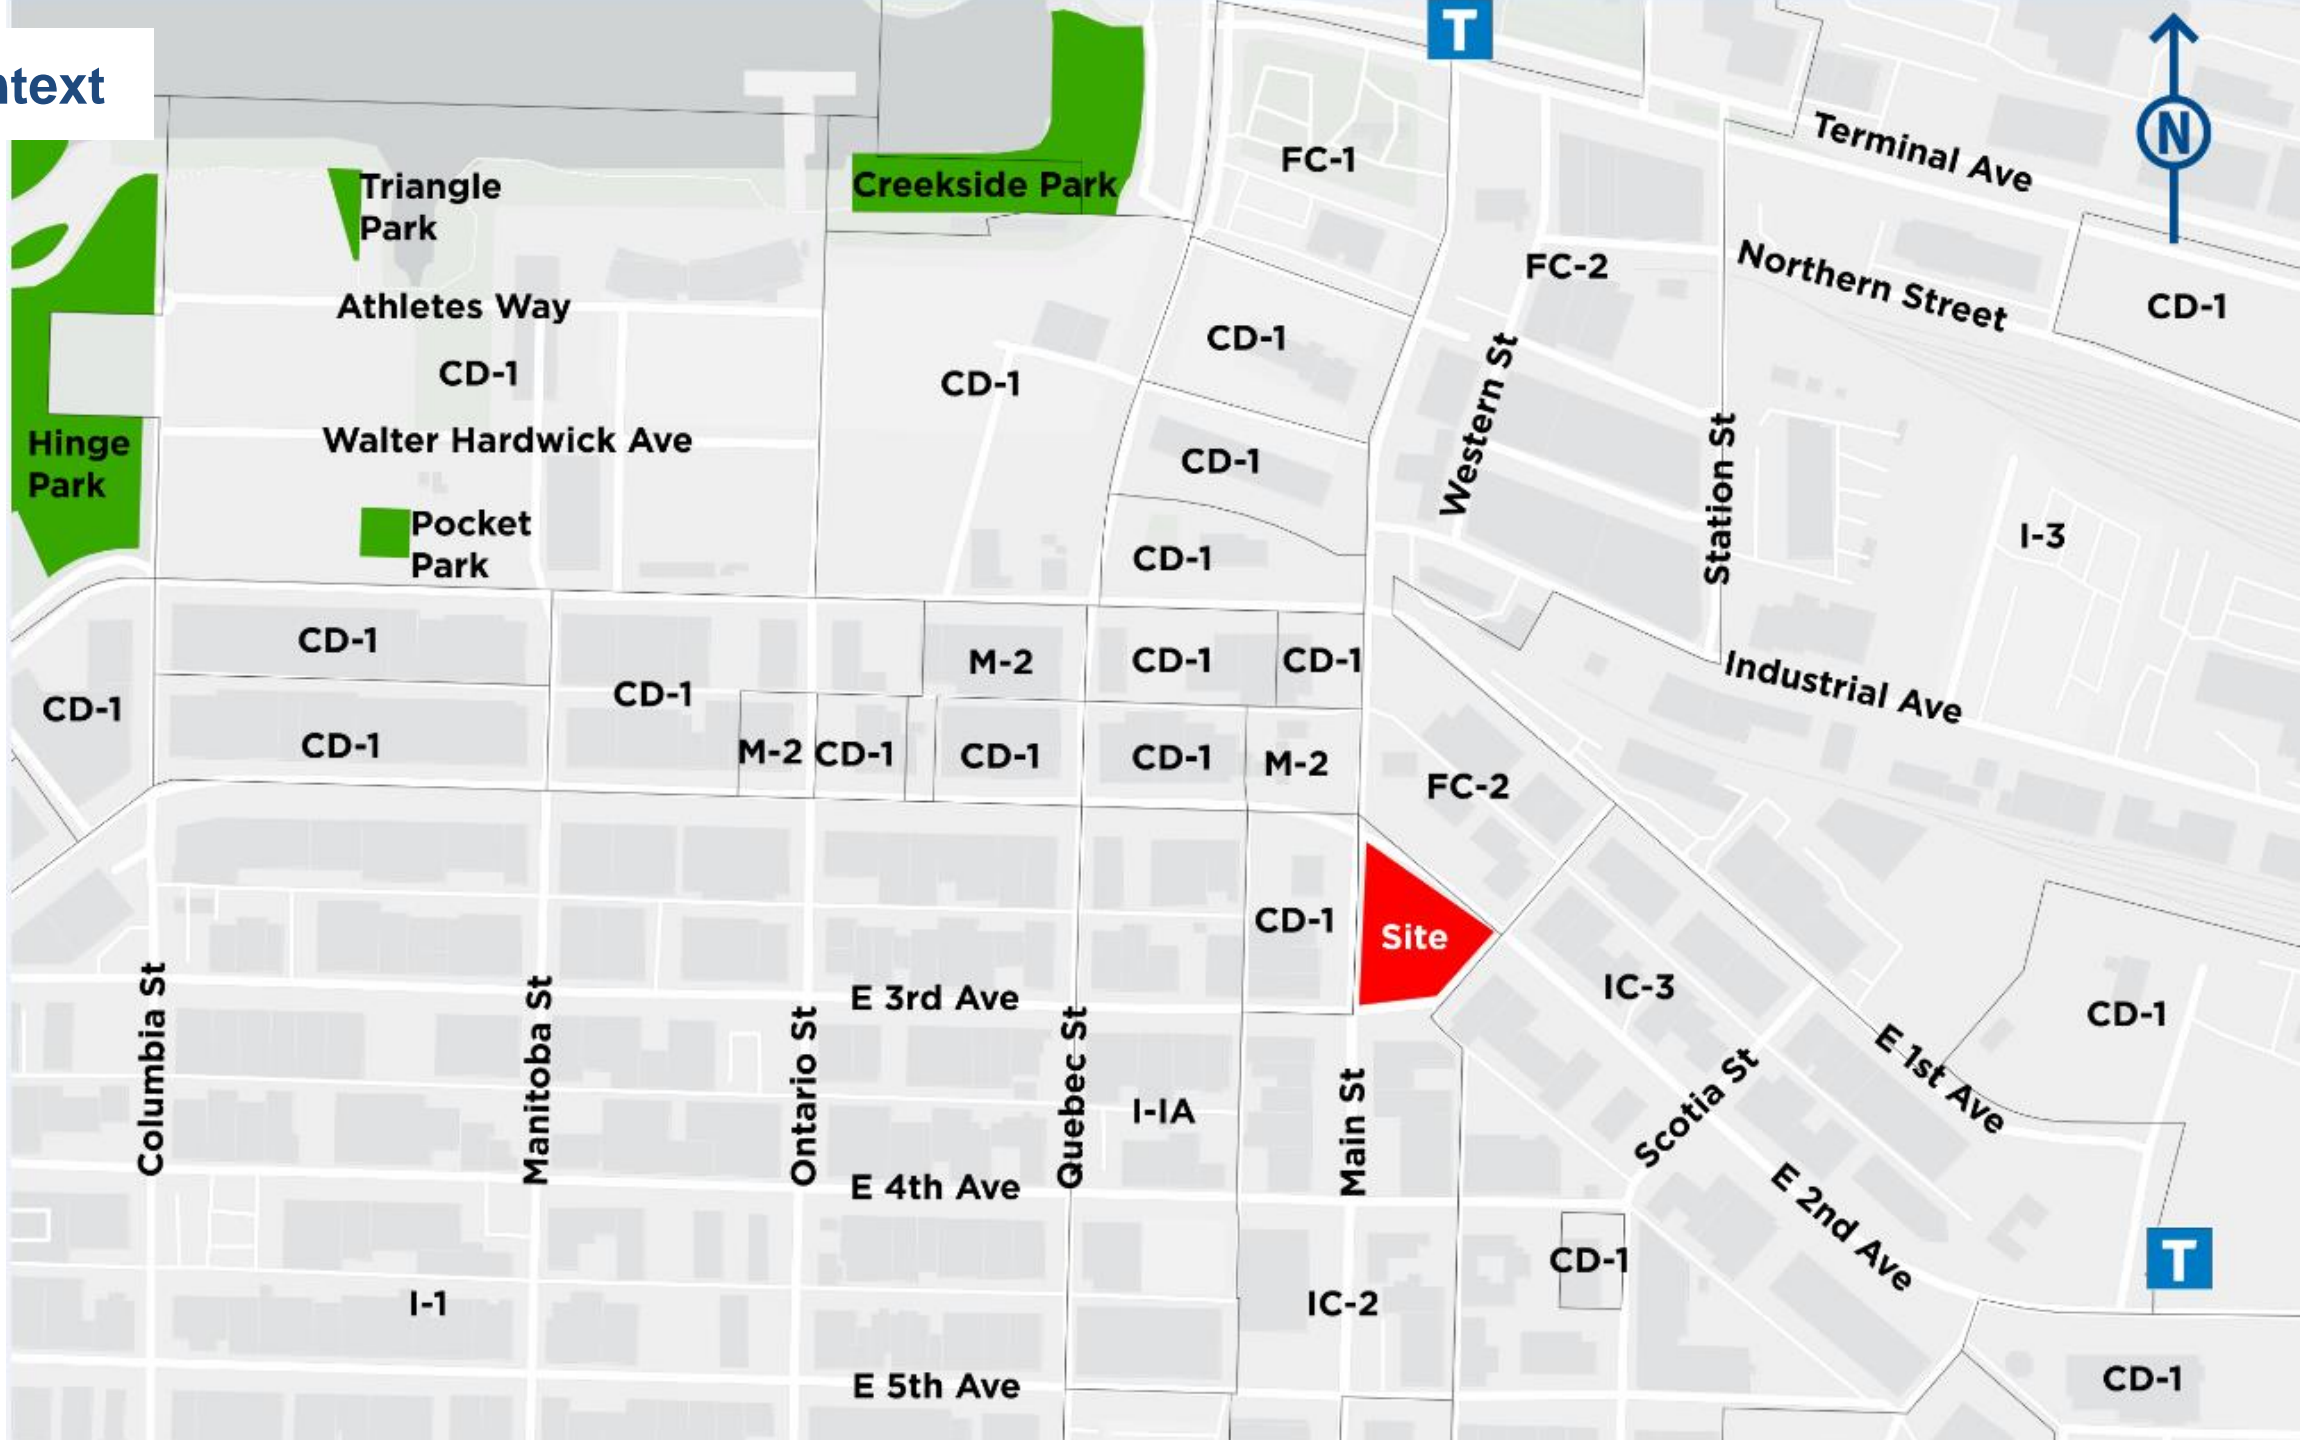 ntext
T
N
Terminal Ave
FC-1
Triangle
Park
Creekside Park
Northern Street
FC-2
CD-1
Athletes Way
CD-1
CD-1
CD-1
Western St
Hinge
Park
Walter Hardwick Ave
CD-1
Station St
Pocket
Park
CD-1
I-3
CD-1
M-2
CD-1
CD-1
Industrial Ave
CD-1
CD-1
CD-1
M-2
CD-1
CD-1
CD-1
M-2
FC-2
CD-1
Site
IC-3
E 3rd Ave
CD-1
Columbia St
Manitoba St
Ontario St
Quebec St
I-IA
Main St
Scotia St
E 1st Ave
E 4th Ave
E 2nd Ave
CD-1
T
I-1
IC-2
E 5th Ave
CD-1